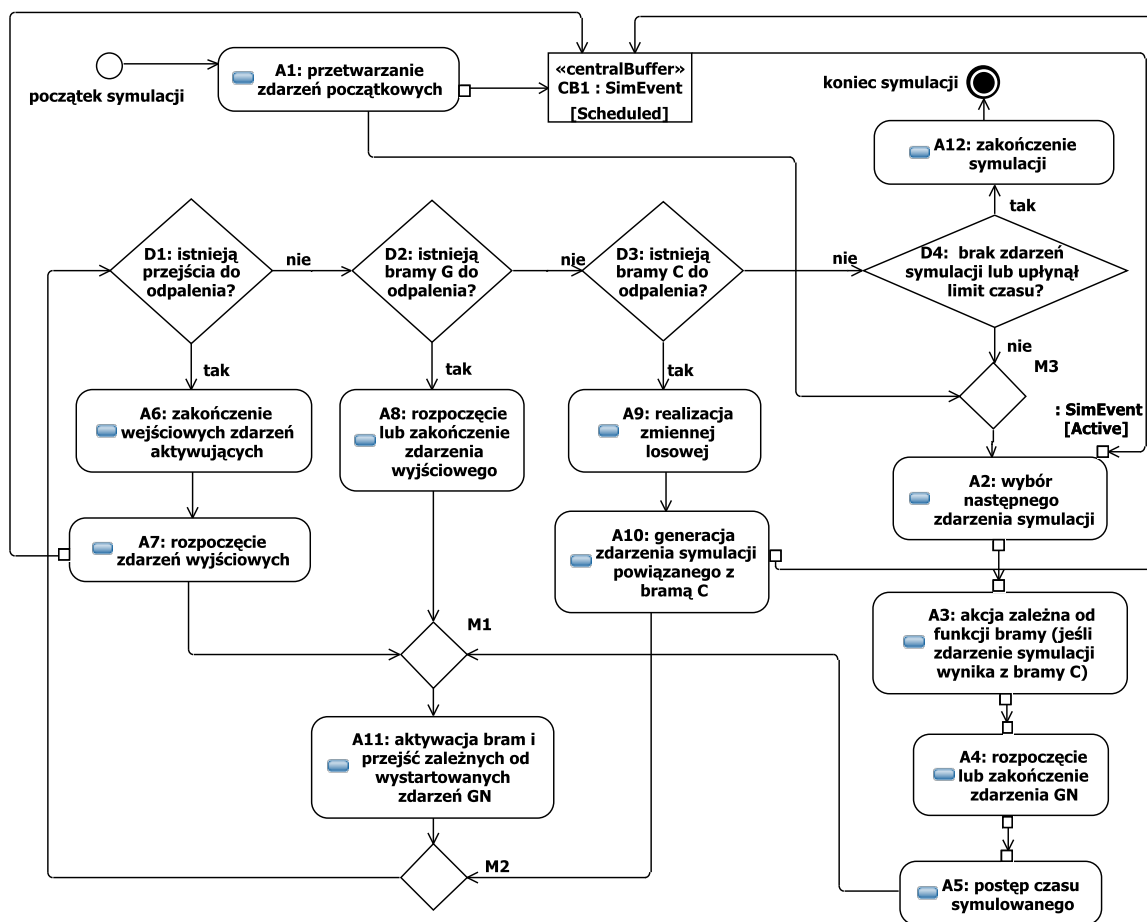 początek symulacji
A1: przetwarzanie
zdarzeń początkowych
«centralBuffer»
CB1 : SimEvent
[Scheduled]
koniec symulacji
A12: zakończenie
symulacji
tak
D1: istnieją
przejścia do
odpalenia?
nie
D2: istnieją
bramy G do
odpalenia?
nie
D3: istnieją
bramy C do
odpalenia?
nie
D4: brak zdarzeń
symulacji lub upłynął
limit czasu?
tak
tak
tak
nie
M3
A6: zakończenie
wejściowych zdarzeń
aktywujących
A8: rozpoczęcie
lub zakończenie
zdarzenia
wyjściowego
A9: realizacja
zmiennej
losowej
: SimEvent
[Active]
A2: wybór
następnego
zdarzenia symulacji
A7: rozpoczęcie
zdarzeń wyjściowych
A10: generacja
zdarzenia symulacji
powiązanego z
bramą C
A3: akcja zależna od
funkcji bramy (jeśli
zdarzenie symulacji
wynika z bramy C)
M1
A11: aktywacja bram i
przejść zależnych od
wystartowanych
zdarzeń GN
A4: rozpoczęcie
lub zakończenie
zdarzenia GN
M2
A5: postęp czasu
symulowanego